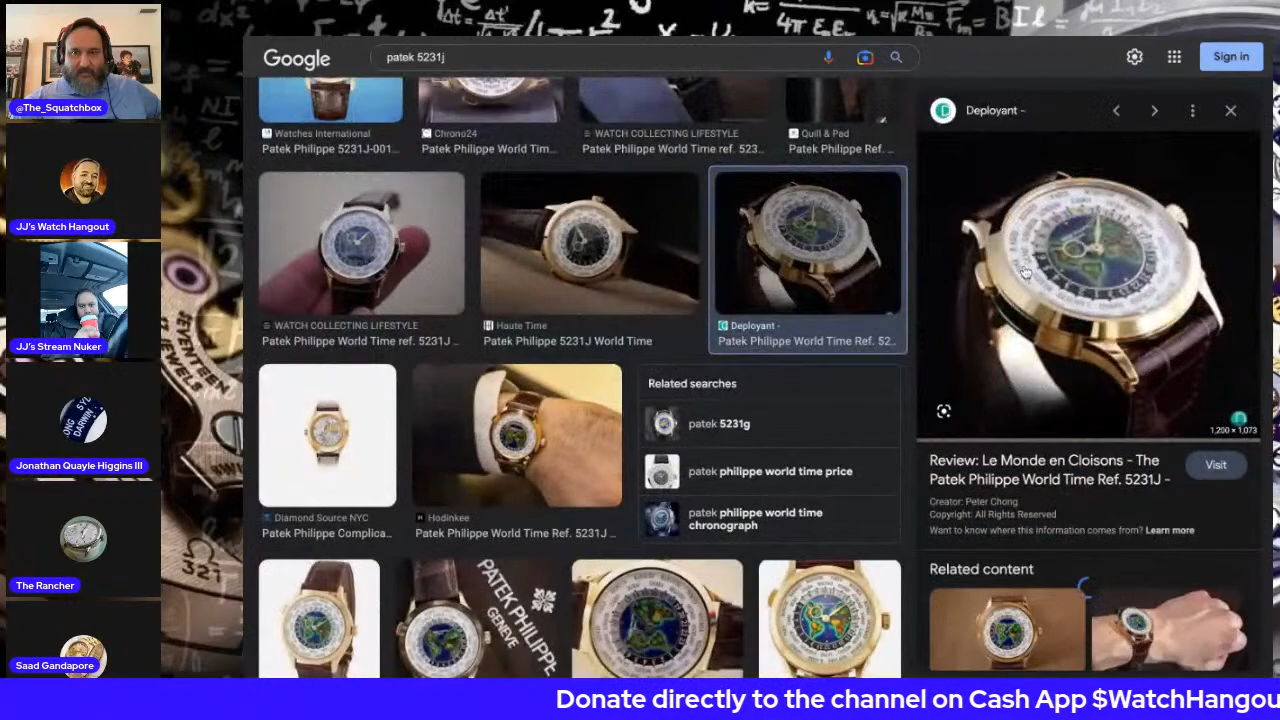 @The_Squatchbox
JJ's Watch Hangout
JJ's Stream Nuker
Jonathan Quayle Higgins III
The Rancher
Saad Gandapore
Google
patek 5231j
Sign in
Watches International
Patek Philippe 5231J-001...
Chrono24
Patek Philippe World Tim...
WATCH COLLECTING LIFESTYLE
Patek Philippe World Time ref. 523...
Quill & Pad
Patek Philippe Ref. ...
WATCH COLLECTING LIFESTYLE
Patek Philippe World Time ref. 5231J ...
Haute Time
Patek Philippe 5231J World Time
Deployant -
Patek Philippe World Time Ref. 52...
Diamond Source NYC
Patek Philippe Complica...
Hodinkee
Patek Philippe World Time Ref. 5231J ...
Related searches
patek 5231g
patek philippe world time price
patek philippe world time
chronograph
PATEK PHILIPPE
GENEVE
Deployant -
1,200 × 1,073
Review: Le Monde en Cloisons - The
Patek Philippe World Time Ref. 5231J -
Visit
Creator: Peter Chong
Copyright: All Rights Reserved
Want to know where this information comes from? Learn more
Related content
SEVENTEEN
JEWELS
321
Donate directly to the channel on Cash App $WatchHangou